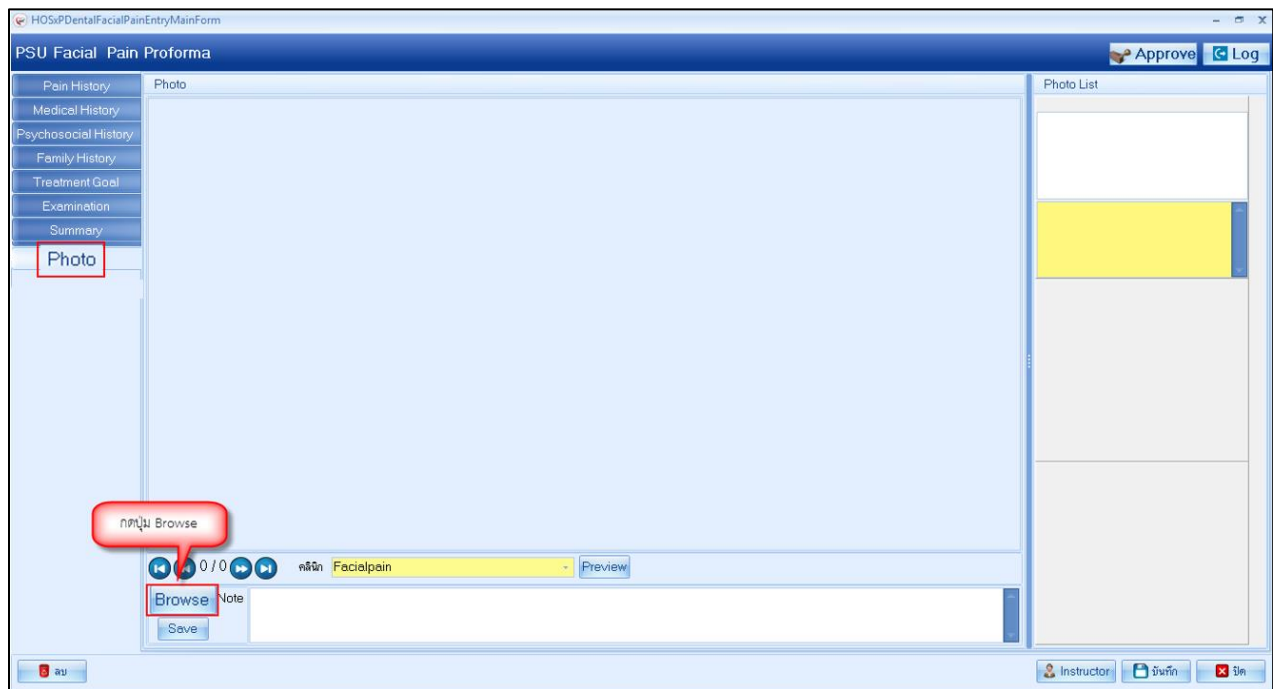 HOSxPDentalFacialPainEntryMainForm
PSU Facial Pain Proforma
Approve
Log
Pain History
Medical History
Psychosocial History
Family History
Treatment Goal
Examination
Summary
Photo
Photo
Photo List
กดปุ่ม Browse
0 / 0
คลินิก
Facialpain
Preview
Browse
Note
Save
ลบ
Instructor
บันทึก
ปิด